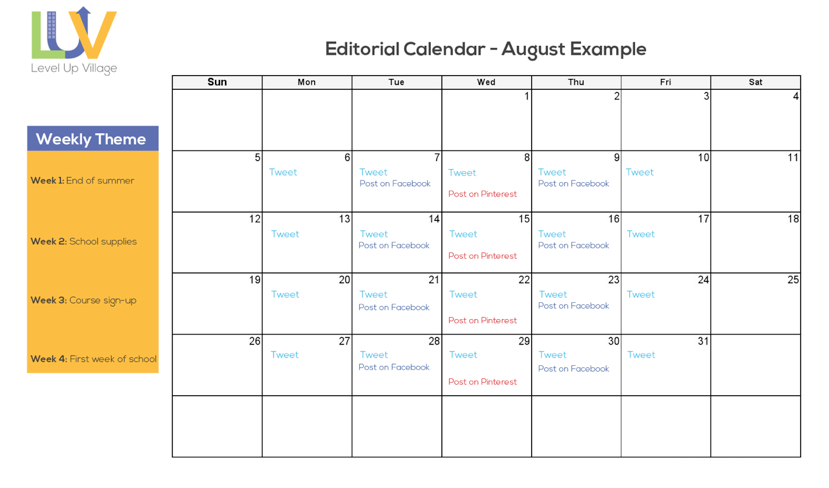 LUV
Level Up Village
Editorial Calendar - August Example
Sun Mon Tue Wed Thu Fri Sat
1 2 3 4
Weekly Theme
5 6 7 8 9 10 11
Week 1: End of summer
Tweet Tweet Tweet Tweet Tweet
Post on Facebook Post on Facebook
Post on Pinterest
12 13 14 15 16 17 18
Week 2: School supplies
Tweet Tweet Tweet Tweet Tweet
Post on Facebook Post on Facebook
Post on Pinterest
19 20 21 22 23 24 25
Week 3: Course sign-up
Tweet Tweet Tweet Tweet Tweet
Post on Facebook Post on Facebook
Post on Pinterest
26 27 28 29 30 31
Week 4: First week of school
Tweet Tweet Tweet Tweet Tweet
Post on Facebook Post on Facebook
Post on Pinterest